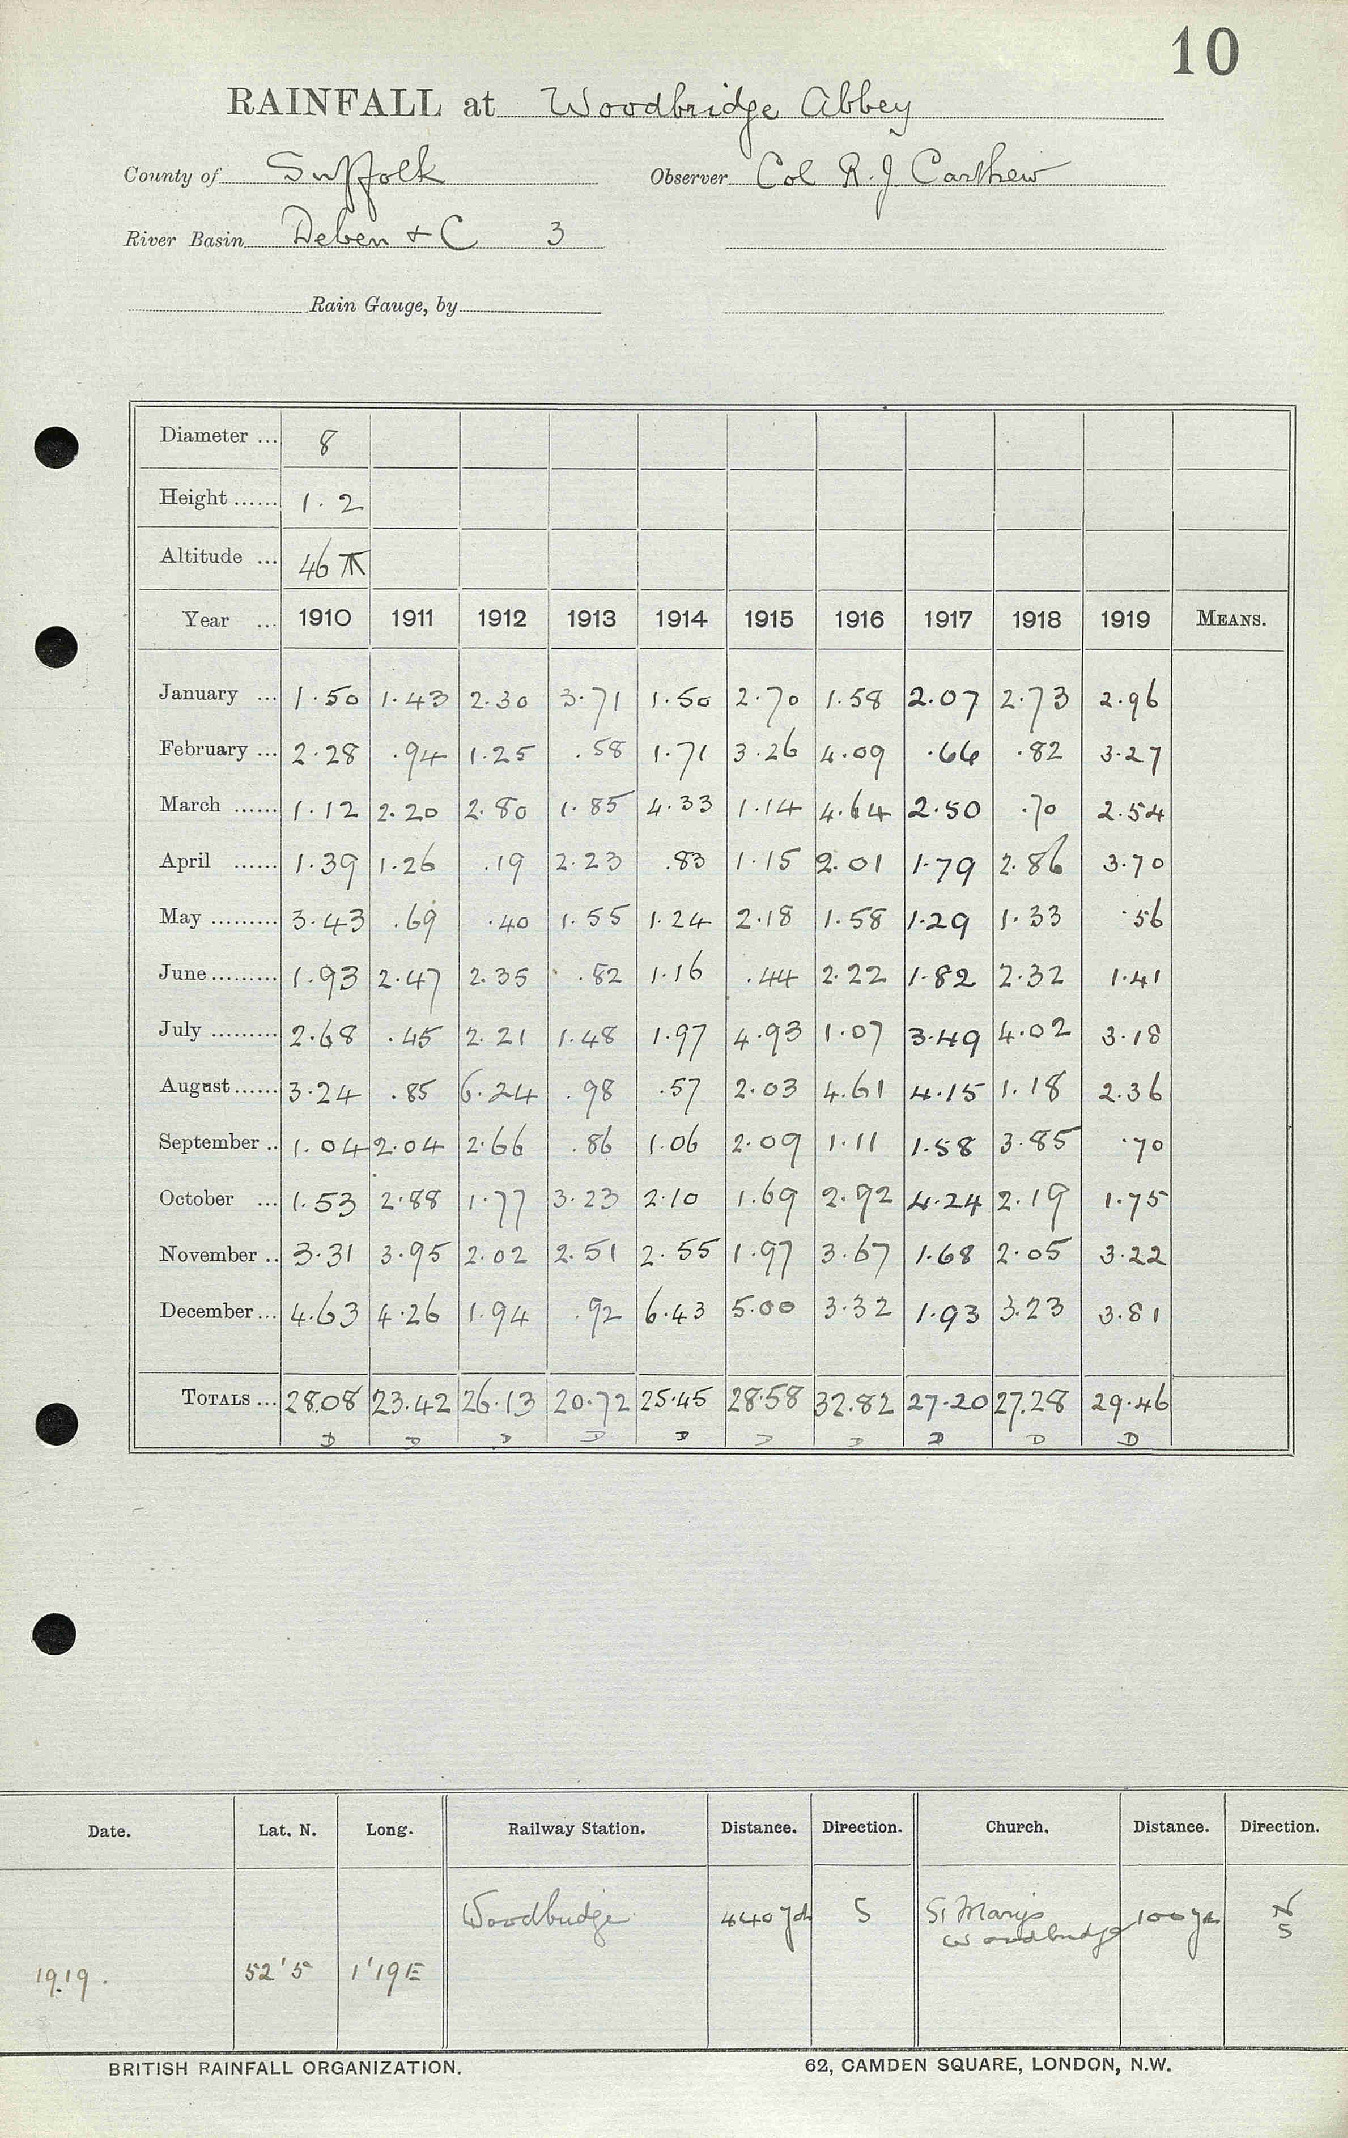 10
RAINFALL at Woodbridge Abbey
County of Suffolk Observer Col R. J Carthew
River Basin Deben + C 3
Rain Gauge, by
Diameter ... 8
Height ...... 1.2
Altitude ... 46
Year ... 1910 1911 1912 1913 1914 1915 1916 1917 1918 1919 MEANS.
January ... 1.50 1.43 2.30 3.71 1.50 2.70 1.58 2.07 2.73 2.96
February ... 2.28 .94 1.25 .58 1.71 3.26 4.09 .66 .82 3.27
March ...... 1.12 2.20 2.80 1.85 4.33 1.14 4.64 2.50 .70 2.54
April ...... 1.39 1.26 .19 2.23 .83 1.15 2.01 1.79 2.86 3.70
May ......... 3.43 .69 .40 1.55 1.24 2.18 1.58 1.29 1.33 .56
June ......... 1.93 2.47 2.35 .82 1.16 .44 2.22 1.82 2.32 1.41
July ......... 2.68 .45 2.21 1.48 1.97 4.93 1.07 3.49 4.02 3.18
August ...... 3.24 .85 6.24 .98 .57 2.03 4.61 4.15 1.18 2.36
September .. 1.04 2.04 2.66 .86 1.06 2.09 1.11 1.58 3.85 .70
October ... 1.53 2.88 1.77 3.23 2.10 1.69 2.92 4.24 2.19 1.75
November .. 3.31 3.95 2.02 2.51 2.55 1.97 3.67 1.68 2.05 3.22
December ... 4.63 4.26 1.94 .92 6.43 5.00 3.32 1.93 3.23 3.81
TOTALS ... 28.08 23.42 26.13 20.72 25.45 28.58 32.82 27.20 27.28 29.46
D D D D D D D D D D
Date. Lat. N. Long. Railway Station. Distance. Direction. Church. Distance. Direction.
Woodbridge 440 yds S St Mary's 100 yds N
Woodbridge S
1919. 52'5 1'19E
BRITISH RAINFALL ORGANIZATION. 62, CAMDEN SQUARE, LONDON, N.W.